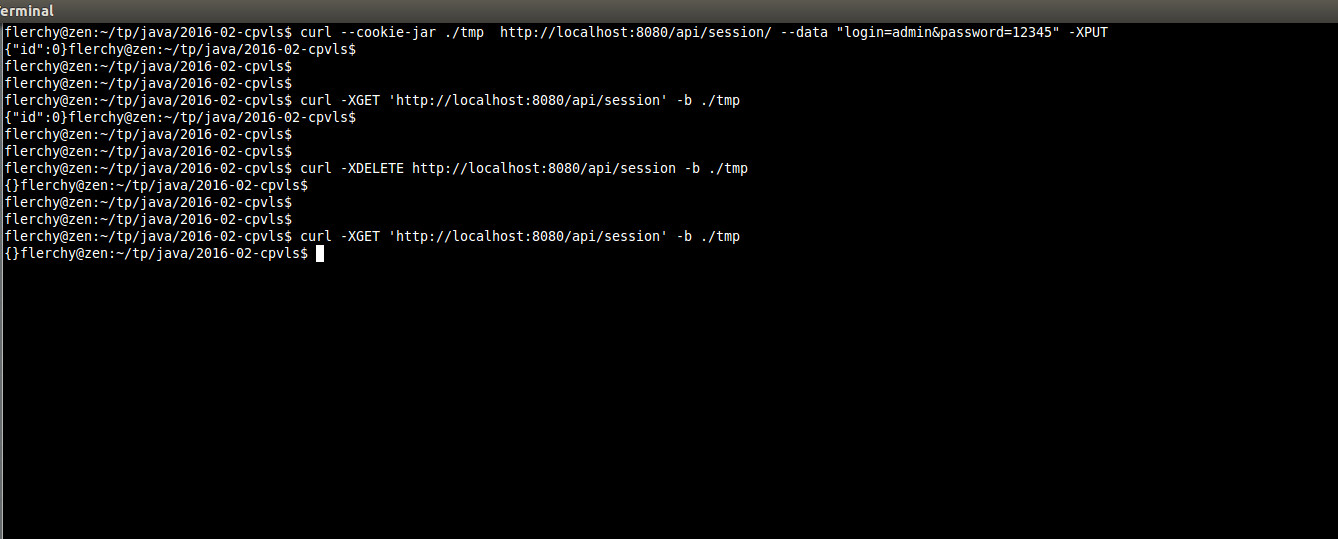 Terminal
flerchy@zen:~/tp/java/2016-02-cpvls$ curl --cookie-jar ./tmp  http://localhost:8080/api/session/ --data "login=admin&password=12345" -XPUT
{"id":0}flerchy@zen:~/tp/java/2016-02-cpvls$
flerchy@zen:~/tp/java/2016-02-cpvls$
flerchy@zen:~/tp/java/2016-02-cpvls$
flerchy@zen:~/tp/java/2016-02-cpvls$ curl -XGET 'http://localhost:8080/api/session' -b ./tmp
{"id":0}flerchy@zen:~/tp/java/2016-02-cpvls$
flerchy@zen:~/tp/java/2016-02-cpvls$
flerchy@zen:~/tp/java/2016-02-cpvls$
flerchy@zen:~/tp/java/2016-02-cpvls$ curl -XDELETE http://localhost:8080/api/session -b ./tmp
{}flerchy@zen:~/tp/java/2016-02-cpvls$
flerchy@zen:~/tp/java/2016-02-cpvls$
flerchy@zen:~/tp/java/2016-02-cpvls$
flerchy@zen:~/tp/java/2016-02-cpvls$ curl -XGET 'http://localhost:8080/api/session' -b ./tmp
{}flerchy@zen:~/tp/java/2016-02-cpvls$